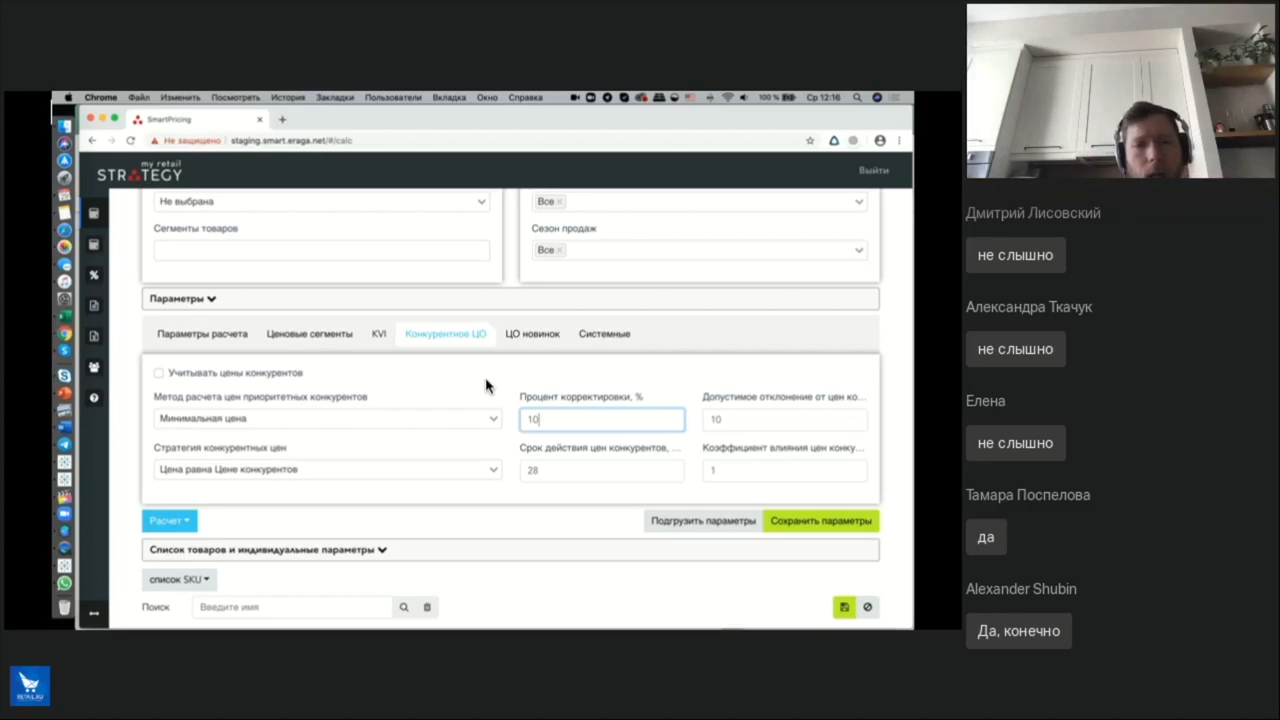 Chrome Файл Изменить Посмотреть История Закладки Пользователи Вкладка Окно Справка 100 % Ср 12:16
SmartPricing
Не защищено staging.smart.eraga.net/#/calc
my retail
STRATEGY
Выйти
Не выбрана
Все
Сегменты товаров
Сезон продаж
Все
Параметры
Параметры расчета Ценовые сегменты KVI Конкурентное ЦО ЦО новинок Системные
Учитывать цены конкурентов
Метод расчета цен приоритетных конкурентов
Процент корректировки, %
Допустимое отклонение от цен ко...
Минимальная цена
10
10
Стратегия конкурентных цен
Срок действия цен конкурентов, ...
Коэффициент влияния цен конку...
Цена равна Цене конкурентов
28
1
Расчет
Подгрузить параметры
Сохранить параметры
Список товаров и индивидуальные параметры
список SKU
Поиск
Введите имя
Дмитрий Лисовский
не слышно
Александра Ткачук
не слышно
Елена
не слышно
Тамара Поспелова
да
Alexander Shubin
Да, конечно
RETAIL.RU